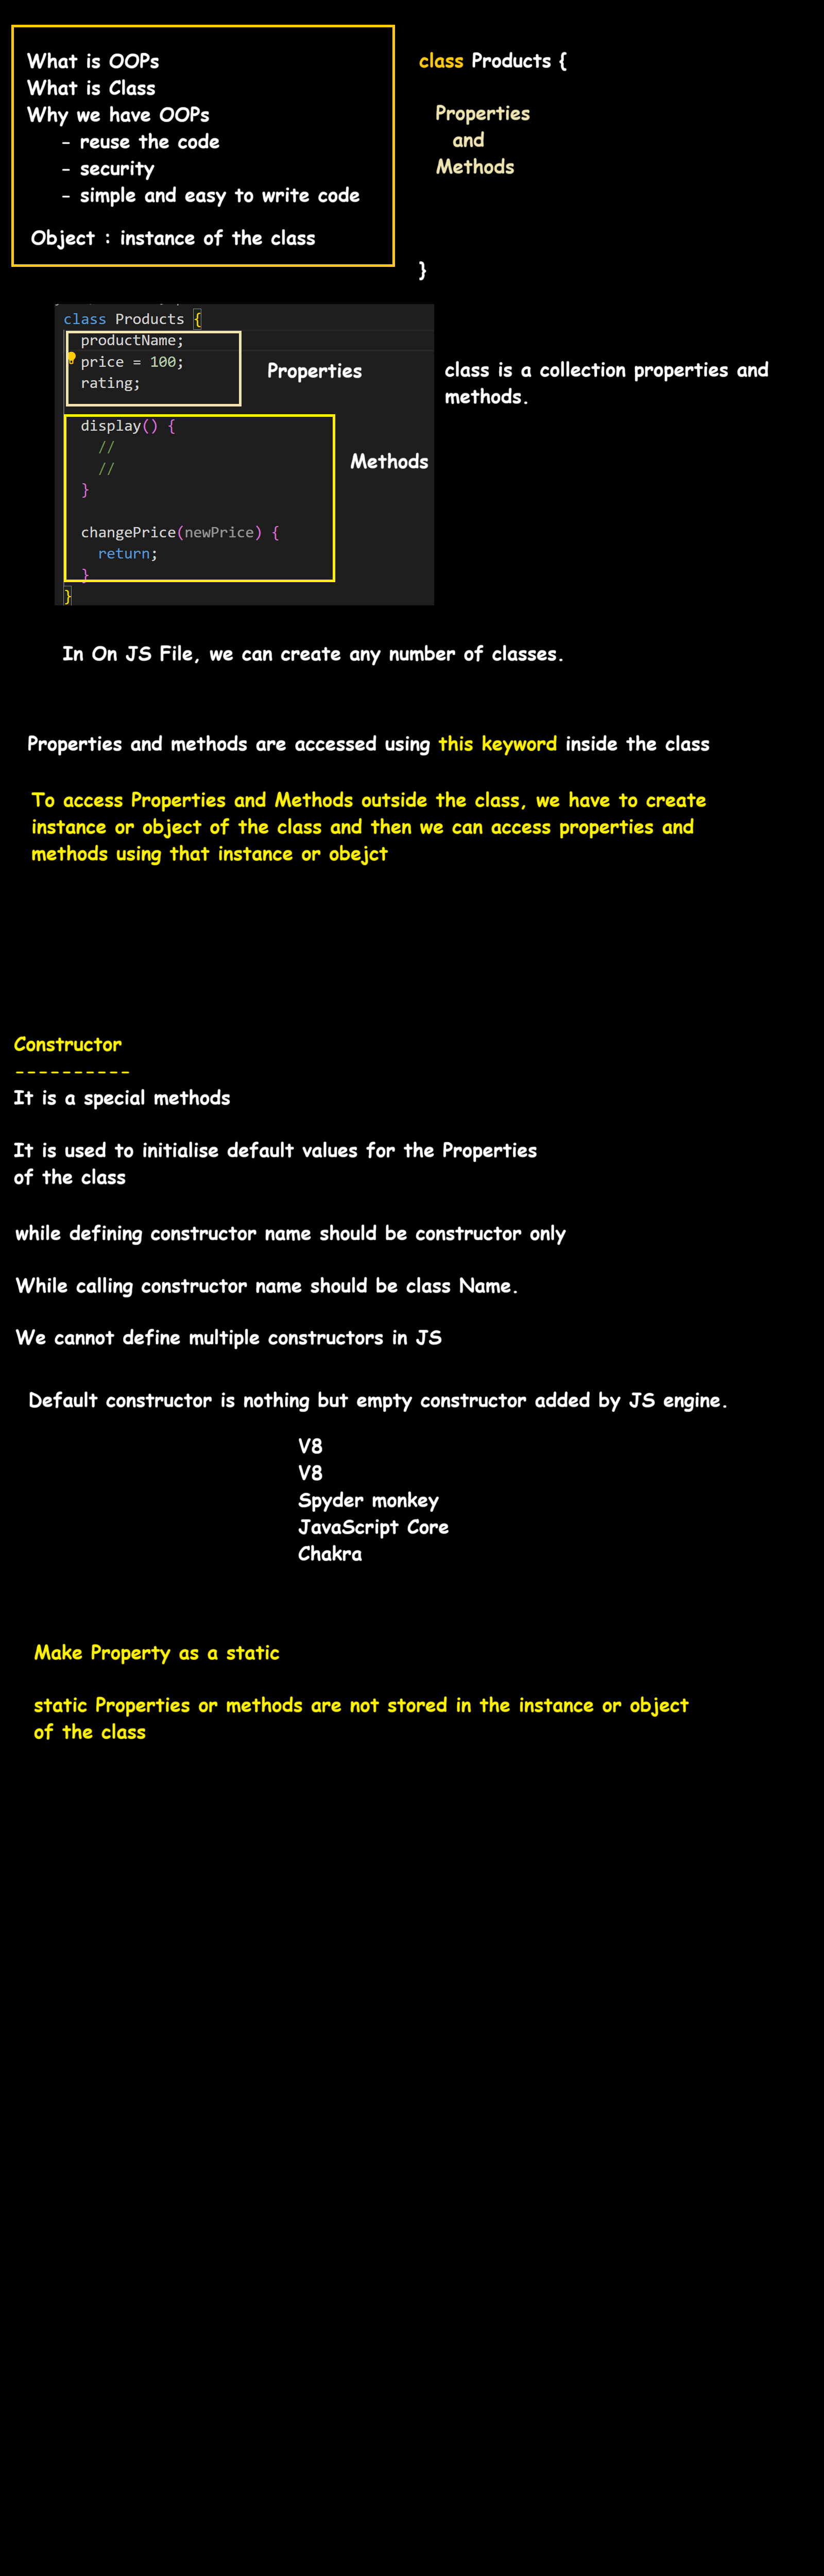 What is OOPs
What is Class
Why we have OOPs
- reuse the code
- security
- simple and easy to write code
Object : instance of the class
class Products {
Properties
and
Methods
}
class Products {
productName;
price = 100;
rating;
display() {
//
//
}
changePrice(newPrice) {
return;
}
}
Properties
Methods
class is a collection properties and
methods.
In On JS File, we can create any number of classes.
Properties and methods are accessed using this keyword inside the class
To access Properties and Methods outside the class, we have to create
instance or object of the class and then we can access properties and
methods using that instance or obejct
Constructor
----------
It is a special methods
It is used to initialise default values for the Properties
of the class
while defining constructor name should be constructor only
While calling constructor name should be class Name.
We cannot define multiple constructors in JS
Default constructor is nothing but empty constructor added by JS engine.
V8
V8
Spyder monkey
JavaScript Core
Chakra
Make Property as a static
static Properties or methods are not stored in the instance or object
of the class